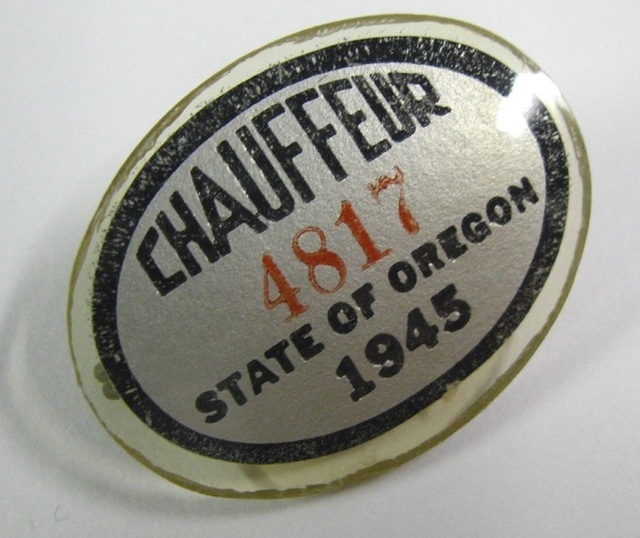 CHAUFFEUR
4817
STATE OF OREGON
1945